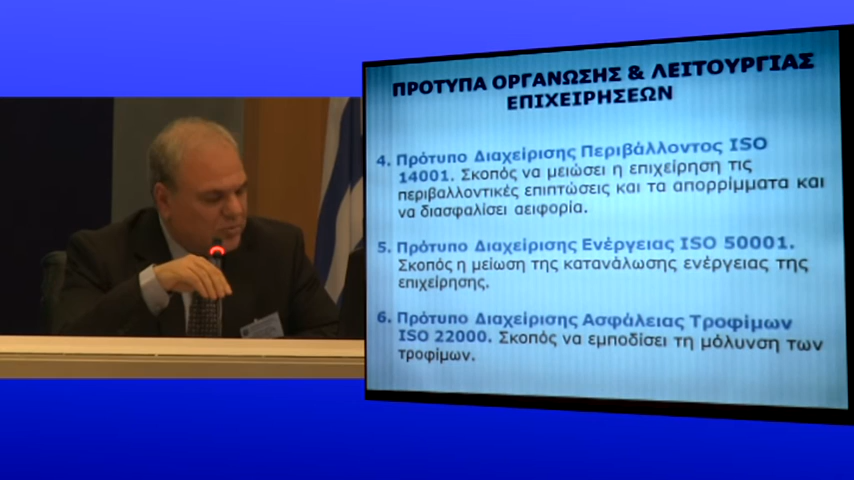 ΠΡΟΤΥΠΑ ΟΡΓΑΝΩΣΗΣ & ΛΕΙΤΟΥΡΓΙΑΣ
ΕΠΙΧΕΙΡΗΣΕΩΝ
4. Πρότυπο Διαχείρισης Περιβάλλοντος ISO
14001. Σκοπός να μειώσει η επιχείρηση τις
περιβαλλοντικές επιπτώσεις και τα απορρίμματα και
να διασφαλίσει αειφορία.
5. Πρότυπο Διαχείρισης Ενέργειας ISO 50001.
Σκοπός η μείωση της κατανάλωσης ενέργειας της
επιχείρησης.
6. Πρότυπο Διαχείρισης Ασφάλειας Τροφίμων
ISO 22000. Σκοπός να εμποδίσει τη μόλυνση των
τροφίμων.